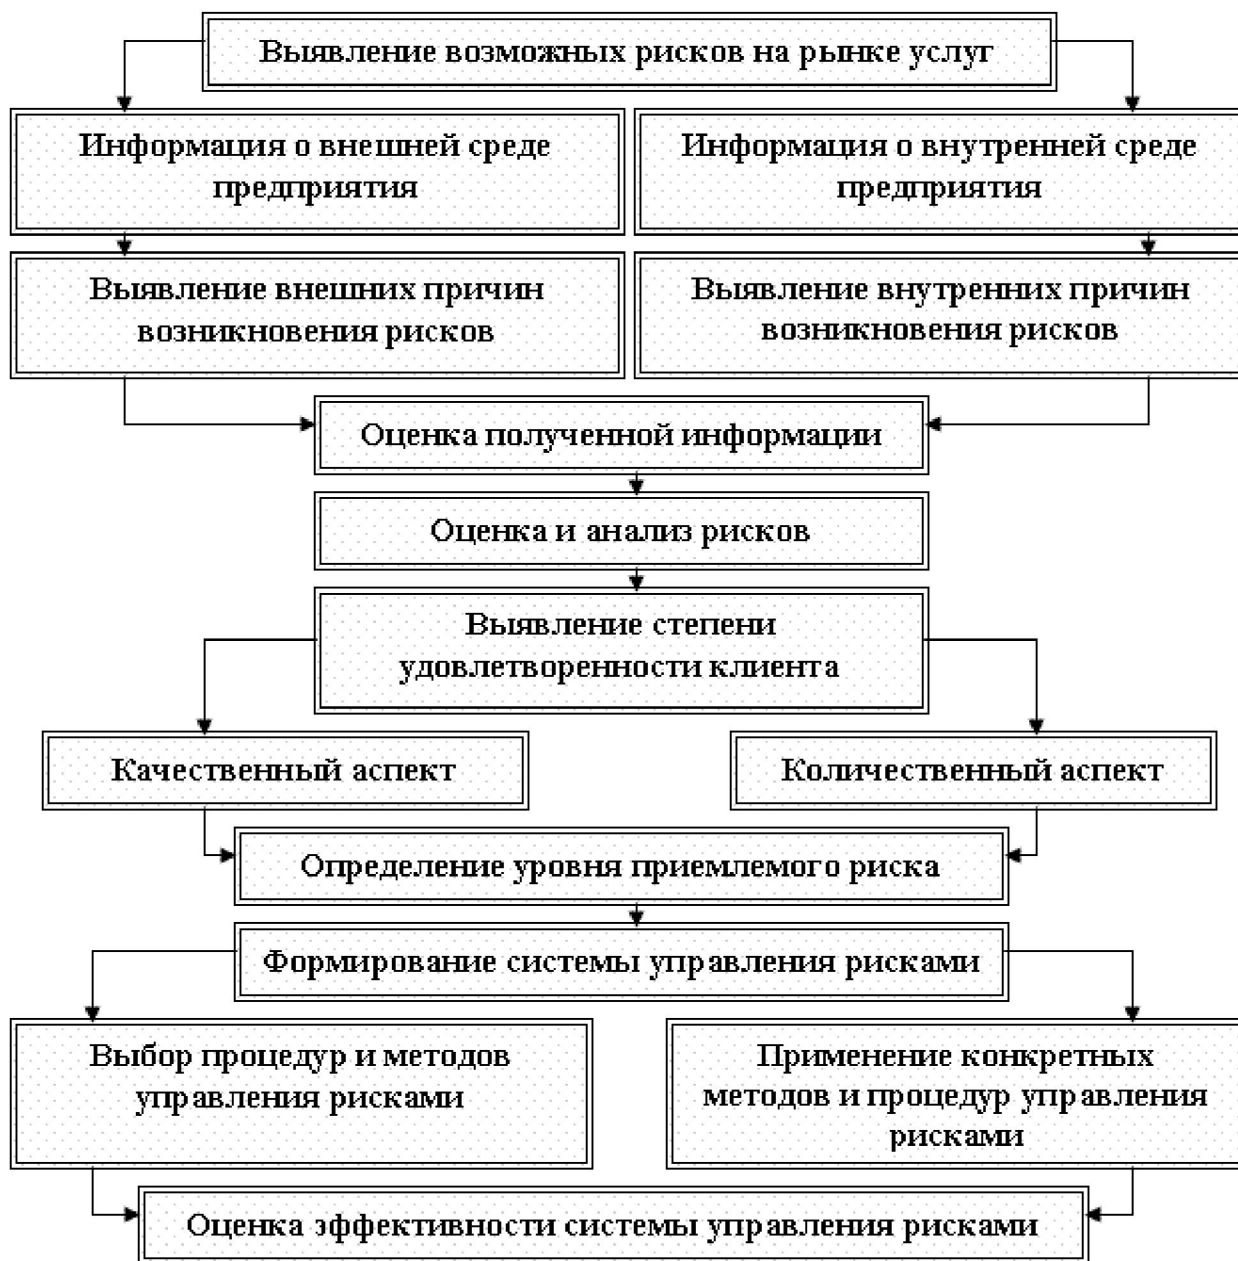 Выявление возможных рисков на рынке услуг
Информация о внешней среде
предприятия
Информация о внутренней среде
предприятия
Выявление внешних причин
возникновения рисков
Выявление внутренних причин
возникновения рисков
Оценка полученной информации
Оценка и анализ рисков
Выявление степени
удовлетворенности клиента
Качественный аспект
Количественный аспект
Определение уровня приемлемого риска
Формирование системы управления рисками
Выбор процедур и методов
управления рисками
Применение конкретных
методов и процедур управления
рисками
Оценка эффективности системы управления рисками